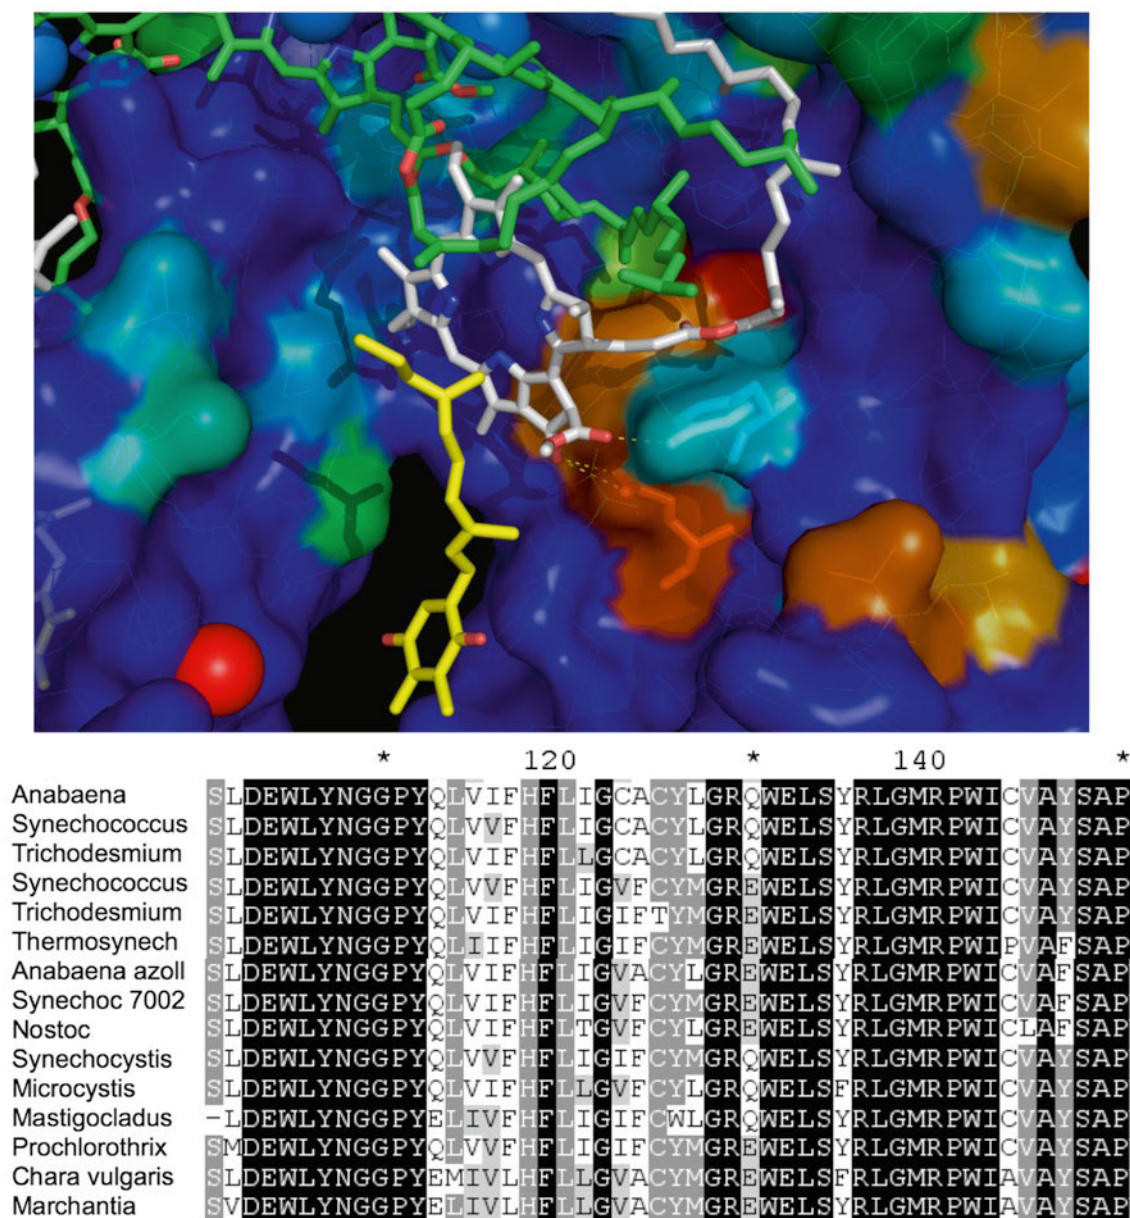 * 120 * 140 *
Anabaena SLDEWLYNGGPYQLVIFHFLIGCACYLGRQWELSYRLGMRPWICVAYSAP
Synechococcus SLDEWLYNGGPYQLVVFHFLIGCACYLGRQWELSYRLGMRPWICVAYSAP
Trichodesmium SLDEWLYNGGPYQLVIFHFLLGCACYLGRQWELSYRLGMRPWICVAYSAP
Synechococcus SLDEWLYNGGPYQLVVFHFLIGVFCYMGREWELSYRLGMRPWICVAYSAP
Trichodesmium SLDEWLYNGGPYQLVIFHFLIGIFTYMGREWELSYRLGMRPWICVAYSAP
Thermosynech SLDEWLYNGGPYQLIIFHFLIGIFCYMGREWELSYRLGMRPWIPVAFSAP
Anabaena azoll SLDEWLYNGGPYQLVIFHFLIGVACYLGREWELSYRLGMRPWICVAFSAP
Synechoc 7002 SLDEWLYNGGPYQLVIFHFLIGVFCYMGREWELSYRLGMRPWICVAFSAP
Nostoc SLDEWLYNGGPYQLVIFHFLTGVFCYLGREWELSYRLGMRPWICLAFSAP
Synechocystis SLDEWLYNGGPYQLVVFHFLIGIFCYMGRQWELSYRLGMRPWICVAYSAP
Microcystis SLDEWLYNGGPYQLVIFHFLLGVFCYLGRQWELSFRLGMRPWICVAYSAP
Mastigocladus -LDEWLYNGGPYELIVFHFLIGIFCWLGRQWELSYRLGMRPWICVAYSAP
Prochlorothrix SMDEWLYNGGPYQLVVFHFLIGIFCYMGREWELSYRLGMRPWICVAYSAP
Chara vulgaris SLDEWLYNGGPYEMIVLHFLLGVACYMGREWELSFRLGMRPWIAVAYSAP
Marchantia SVDEWLYNGGPYELIVLHFLLGVACYMGREWELSYRLGMRPWIAVAYSAP